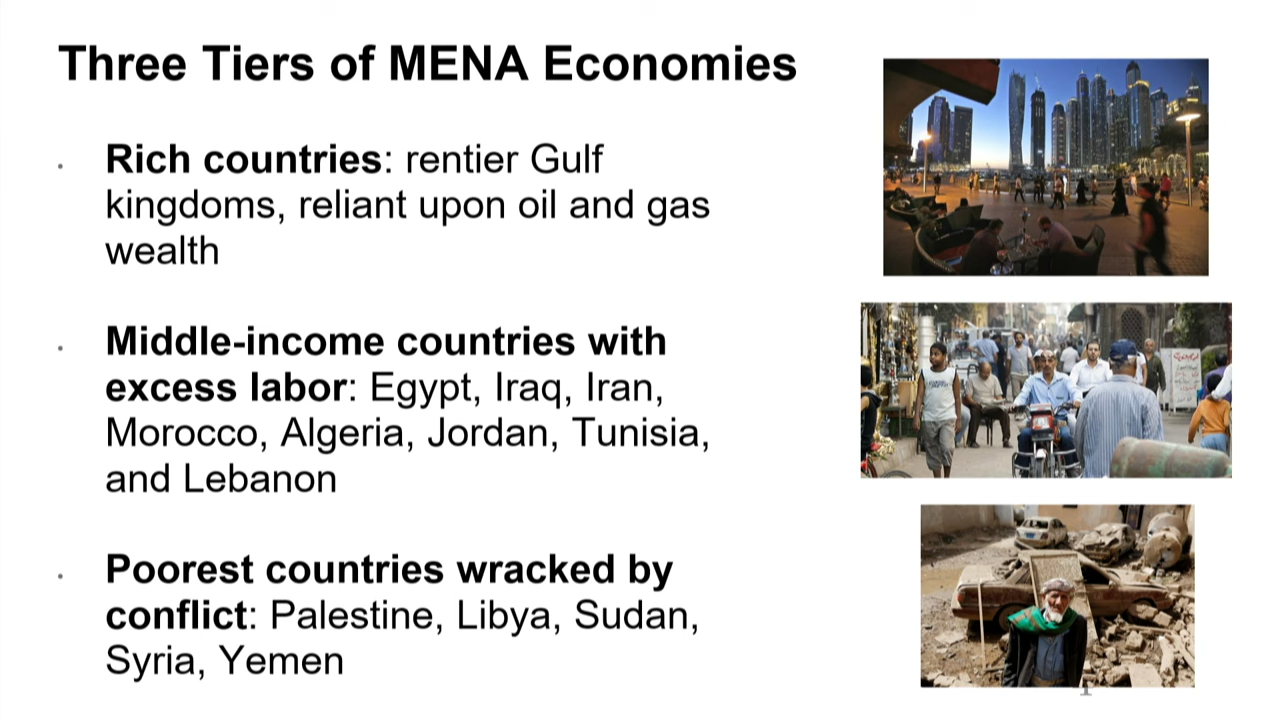 Three Tiers of MENA Economies
Rich countries: rentier Gulf
kingdoms, reliant upon oil and gas
wealth
Middle-income countries with
excess labor: Egypt, Iraq, Iran,
Morocco, Algeria, Jordan, Tunisia,
and Lebanon
Poorest countries wracked by
conflict: Palestine, Libya, Sudan,
Syria, Yemen